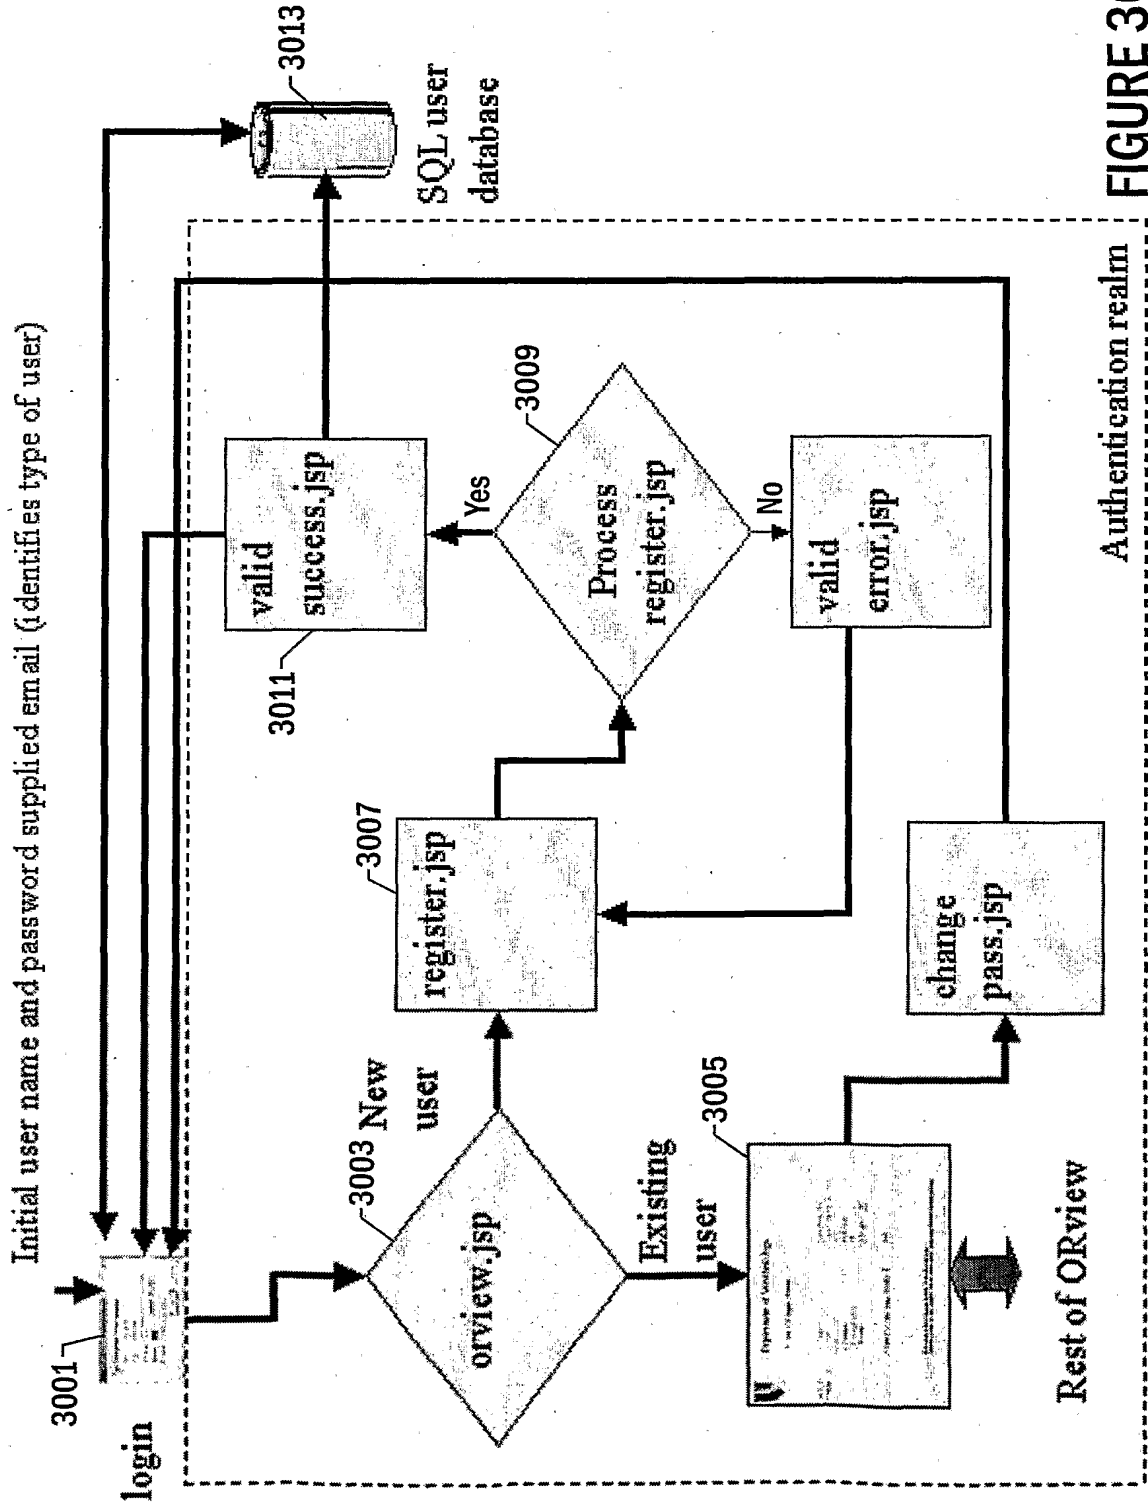 Initial user name and password supplied email (identifies type of user)
3001
login
3013
SQL user
database
3003
New
user
orview.jsp
Existing
user
3005
Rest of ORview
3007
register.jsp
3009
Process
register.jsp
Yes
No
3011
valid
success.jsp
valid
error.jsp
change
pass.jsp
Authentication realm
FIGURE